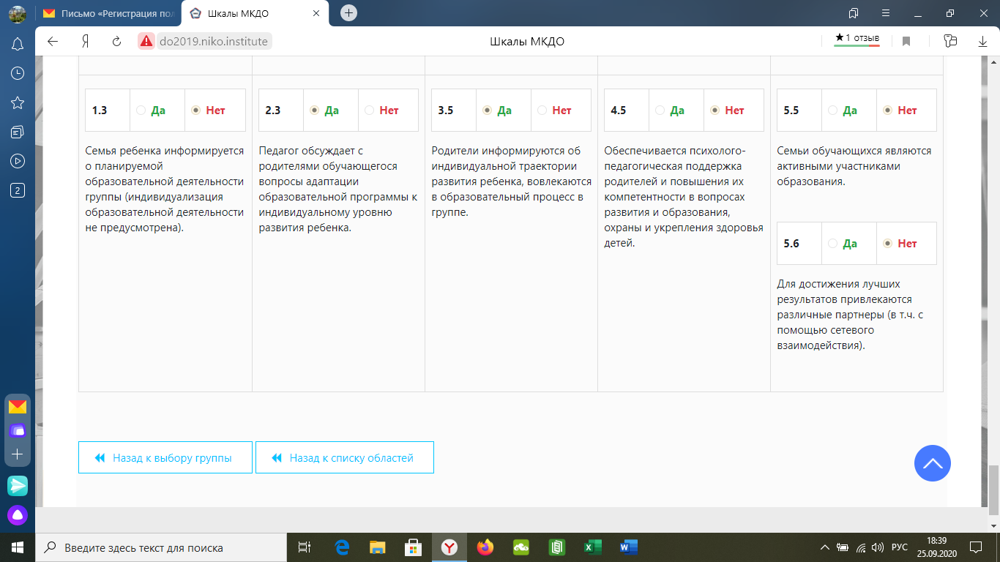 Письмо «Регистрация пол
Шкалы МКДО
do2019.niko.institute
Шкалы МКДО
★1 отзыв
1.3 Да Нет
Семья ребенка информируется
о планируемой
образовательной деятельности
группы (индивидуализация
образовательной деятельности
не предусмотрена).
2.3 Да Нет
Педагог обсуждает с
родителями обучающегося
вопросы адаптации
образовательной программы к
индивидуальному уровню
развития ребенка.
3.5 Да Нет
Родители информируются об
индивидуальной траектории
развития ребенка, вовлекаются
в образовательный процесс в
группе.
4.5 Да Нет
Обеспечивается психолого-
педагогическая поддержка
родителей и повышения их
компетентности в вопросах
развития и образования,
охраны и укрепления здоровья
детей.
5.5 Да Нет
Семьи обучающихся являются
активными участниками
образования.
5.6 Да Нет
Для достижения лучших
результатов привлекаются
различные партнеры (в т.ч. с
помощью сетевого
взаимодействия).
Назад к выбору группы
Назад к списку областей
2
Введите здесь текст для поиска
РУС
18:39
25.09.2020